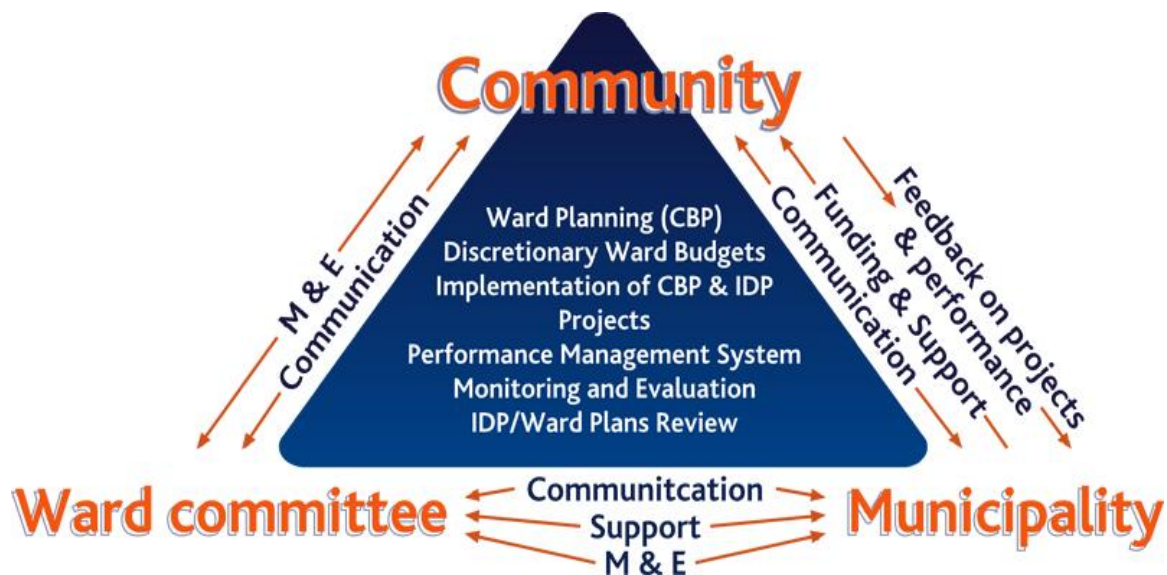 Community
M & E
Communication
Ward Planning (CBP)
Discretionary Ward Budgets
Implementation of CBP & IDP
Projects
Performance Management System
Monitoring and Evaluation
IDP/Ward Plans Review
Communication
Funding & Support
Feedback on projects
& performance
Ward committee
Communitcation
Support
M & E
Municipality